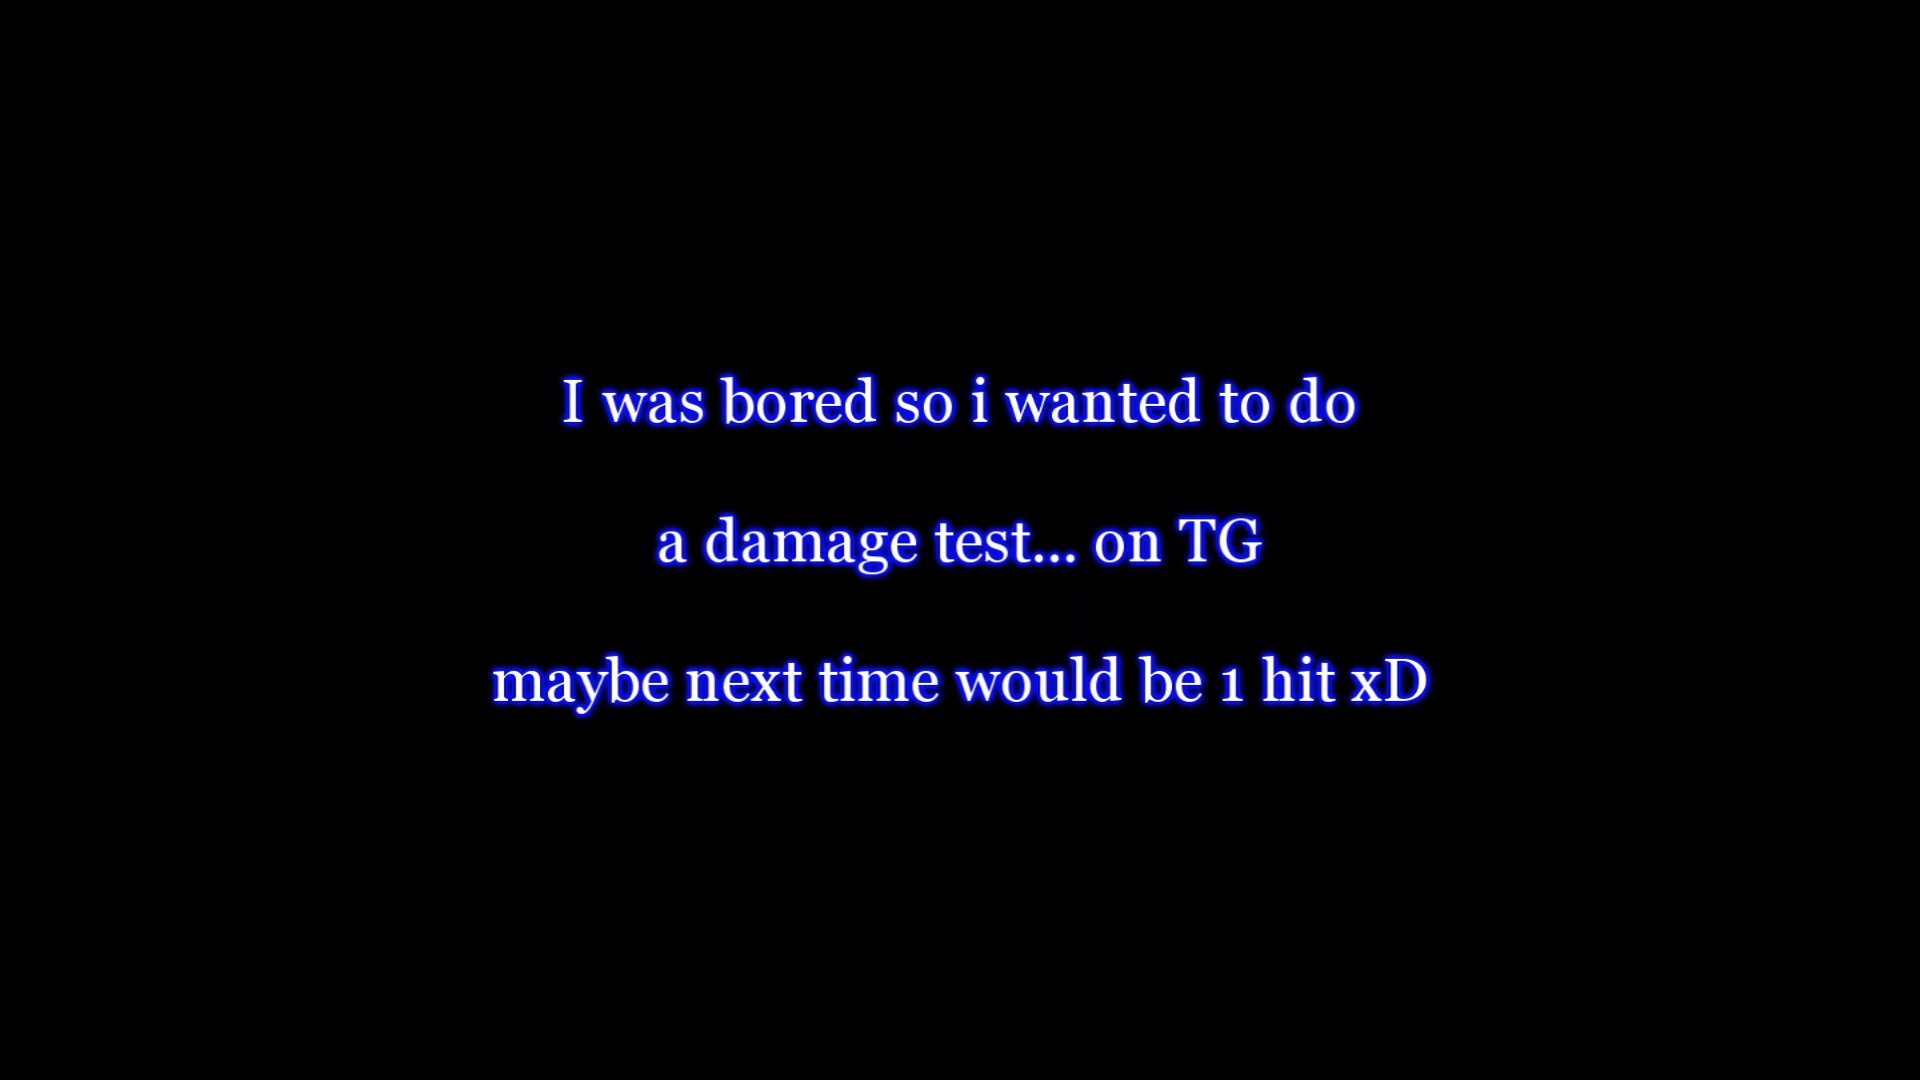 I was bored so i wanted to do
a damage test... on TG
maybe next time would be 1 hit xD